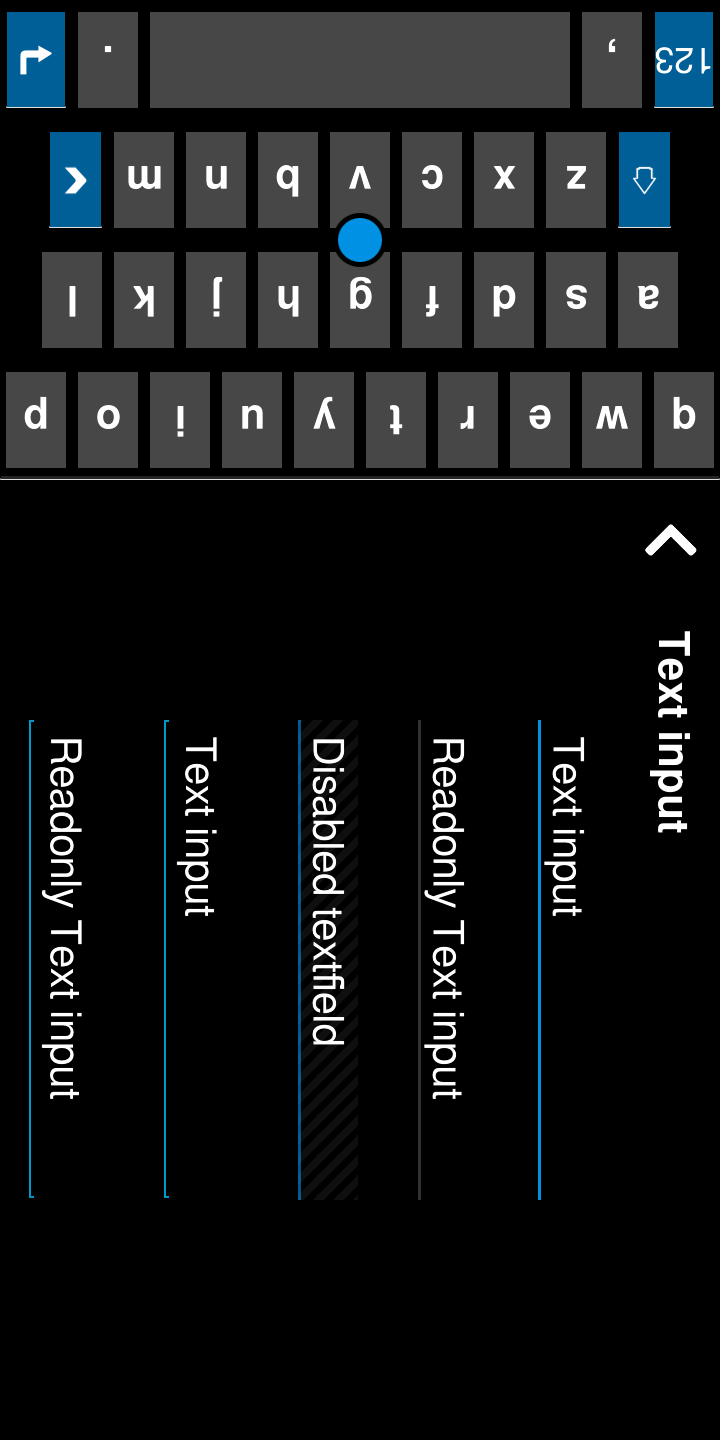 Text input
Text input
Readonly Text input
Disabled textfield
Text input
Readonly Text input
q w e r t y u i o p
a s d f g h j k l
z x c v b n m
123 , .